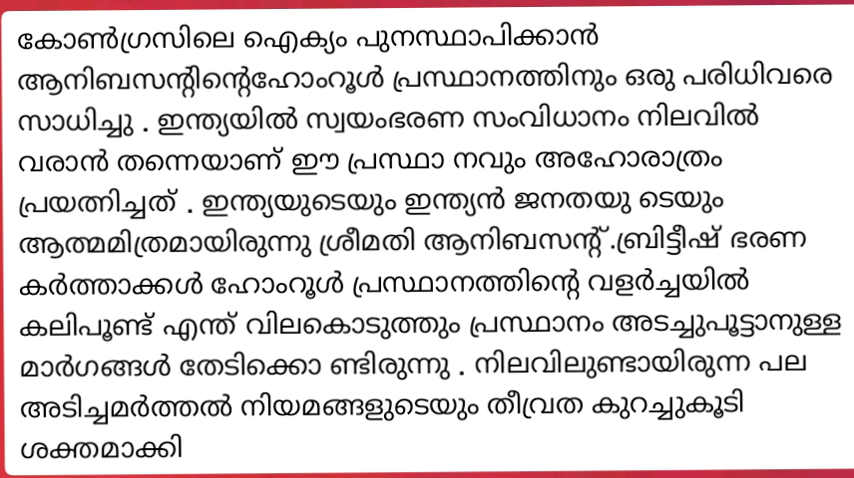 കോൺഗ്രസിലെ ഐക്യം പുനസ്ഥാപിക്കാൻ
ആനിബസന്റിന്റെഹോംറൂൾ പ്രസ്ഥാനത്തിനും ഒരു പരിധിവരെ
സാധിച്ചു . ഇന്ത്യയിൽ സ്വയംഭരണ സംവിധാനം നിലവിൽ
വരാൻ തന്നെയാണ് ഈ പ്രസ്ഥാ നവും അഹോരാത്രം
പ്രയത്നിച്ചത് . ഇന്ത്യയുടെയും ഇന്ത്യൻ ജനതയു ടെയും
ആത്മമിത്രമായിരുന്നു ശ്രീമതി ആനിബസന്റ് .ബ്രിട്ടീഷ് ഭരണ
കർത്താക്കൾ ഹോംറൂൾ പ്രസ്ഥാനത്തിന്റെ വളർച്ചയിൽ
കലിപൂണ്ട് എന്ത് വിലകൊടുത്തും പ്രസ്ഥാനം അടച്ചുപൂട്ടാനുള്ള
മാർഗങ്ങൾ തേടിക്കൊ ണ്ടിരുന്നു . നിലവിലുണ്ടായിരുന്ന പല
അടിച്ചമർത്തൽ നിയമങ്ങളുടെയും തീവ്രത കുറച്ചുകൂടി
ശക്തമാക്കി